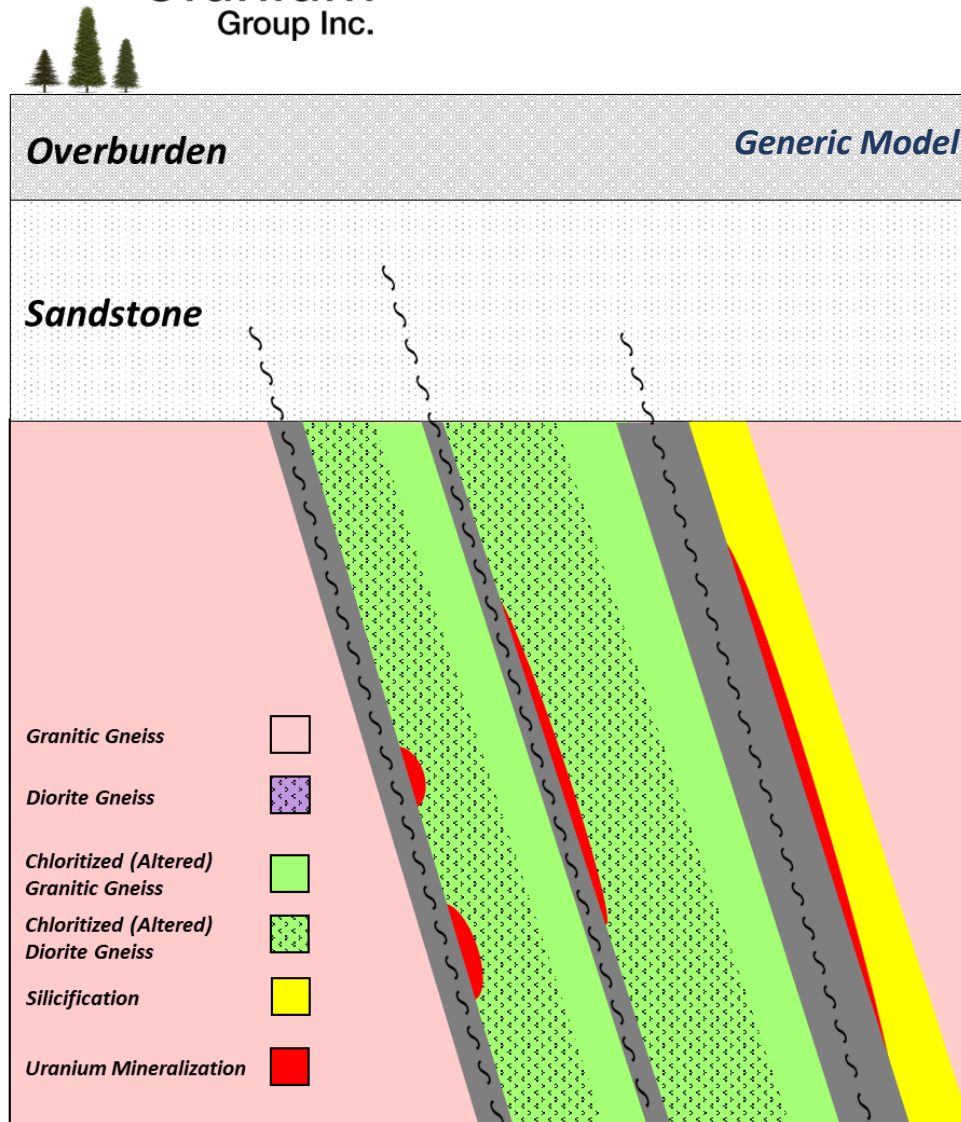 Group Inc.
Overburden
Generic Model
Sandstone
Granitic Gneiss
Diorite Gneiss
Chloritized (Altered)
Granitic Gneiss
Chloritized (Altered)
Diorite Gneiss
Silicification
Uranium Mineralization